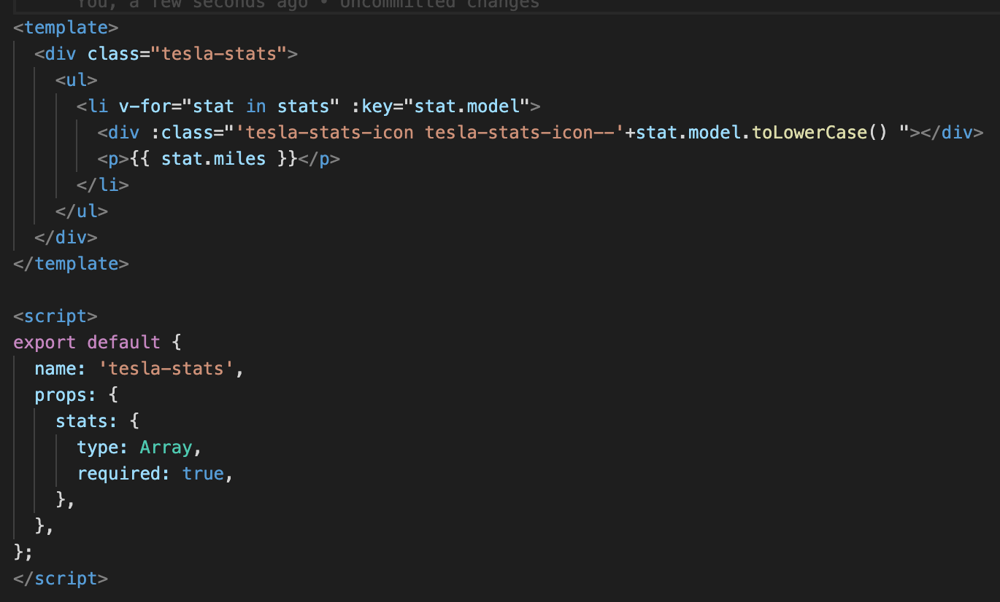 You, a few seconds ago • Uncommitted changes
<template>
  <div class="tesla-stats">
    <ul>
      <li v-for="stat in stats" :key="stat.model">
        <div :class="'tesla-stats-icon tesla-stats-icon--'+stat.model.toLowerCase() "></div>
        <p>{{ stat.miles }}</p>
      </li>
    </ul>
  </div>
</template>

<script>
export default {
  name: 'tesla-stats',
  props: {
    stats: {
      type: Array,
      required: true,
    },
  },
};
</script>